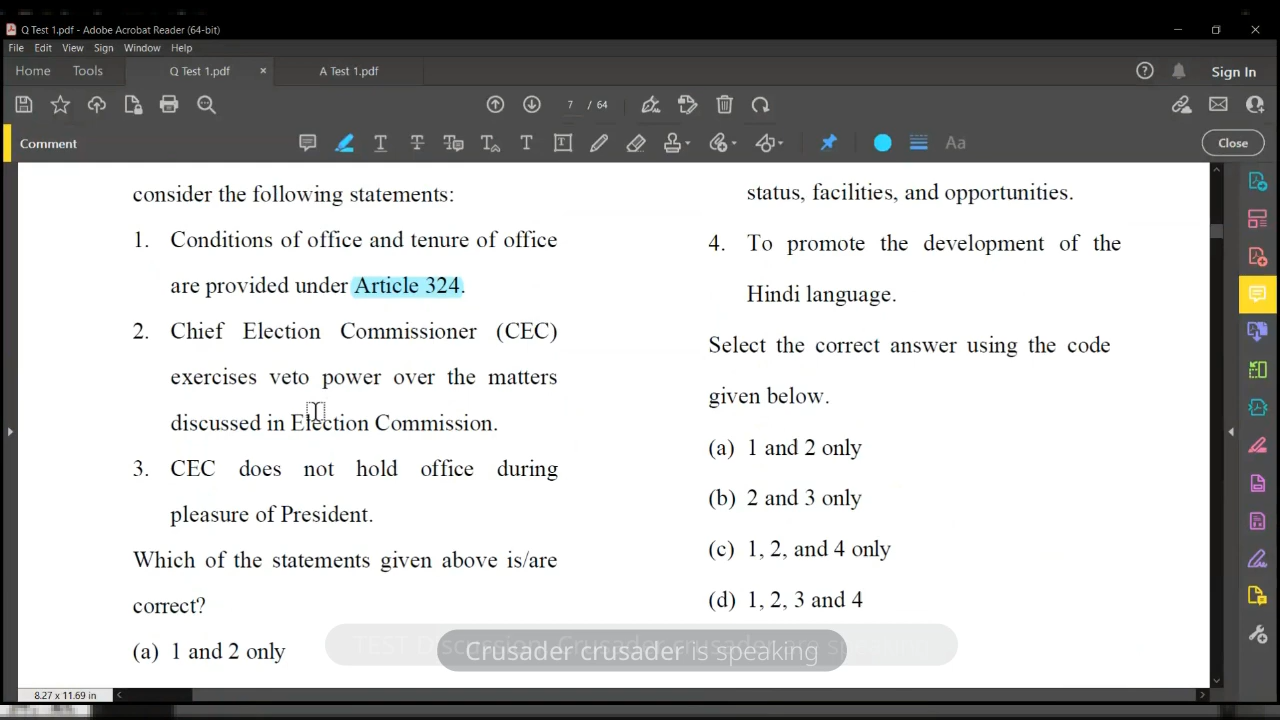 Q Test 1.pdf - Adobe Acrobat Reader (64-bit)
File Edit View Sign Window Help
Home Tools Q Test 1.pdf × A Test 1.pdf Sign In
7 / 64
Comment Aa Close
consider the following statements:
1. Conditions of office and tenure of office
are provided under Article 324.
2. Chief Election Commissioner (CEC)
exercises veto power over the matters
discussed in Election Commission.
3. CEC does not hold office during
pleasure of President.
Which of the statements given above is/are
correct?
(a) 1 and 2 only
status, facilities, and opportunities.
4. To promote the development of the
Hindi language.
Select the correct answer using the code
given below.
(a) 1 and 2 only
(b) 2 and 3 only
(c) 1, 2, and 4 only
(d) 1, 2, 3 and 4
Crusader crusader is speaking
8.27 x 11.69 in